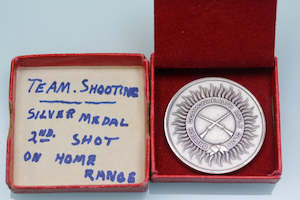 TEAM. SHOOTING
SILVER MEDAL
2ND. SHOT
ON HOME
RANGE